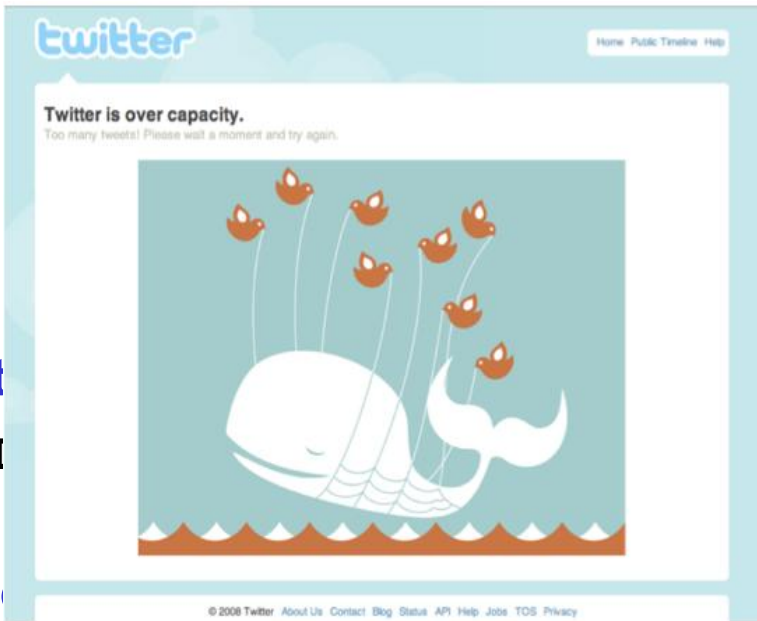 twitter
Home Public Timeline Help
Twitter is over capacity.
Too many tweets! Please wait a moment and try again.
© 2008 Twitter About Us Contact Blog Status API Help Jobs TOS Privacy